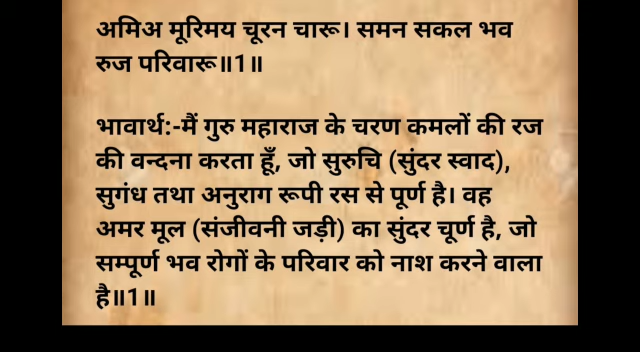 अमिअ मूरिमय चूरन चारू। समन सकल भव
रुज परिवारू॥1॥
भावार्थ:-मैं गुरु महाराज के चरण कमलों की रज
की वन्दना करता हूँ, जो सुरुचि (सुंदर स्वाद),
सुगंध तथा अनुराग रूपी रस से पूर्ण है। वह
अमर मूल (संजीवनी जड़ी) का सुंदर चूर्ण है, जो
सम्पूर्ण भव रोगों के परिवार को नाश करने वाला
है॥1॥